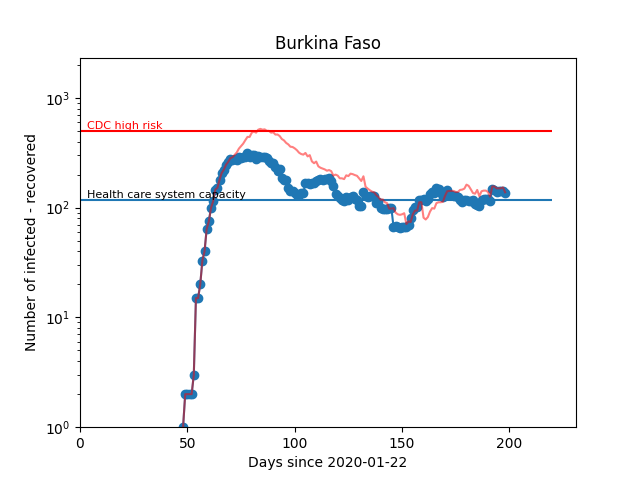 Burkina Faso
Number of infected - recovered
10³
10²
10¹
10⁰
CDC high risk
Health care system capacity
0 50 100 150 200
Days since 2020-01-22